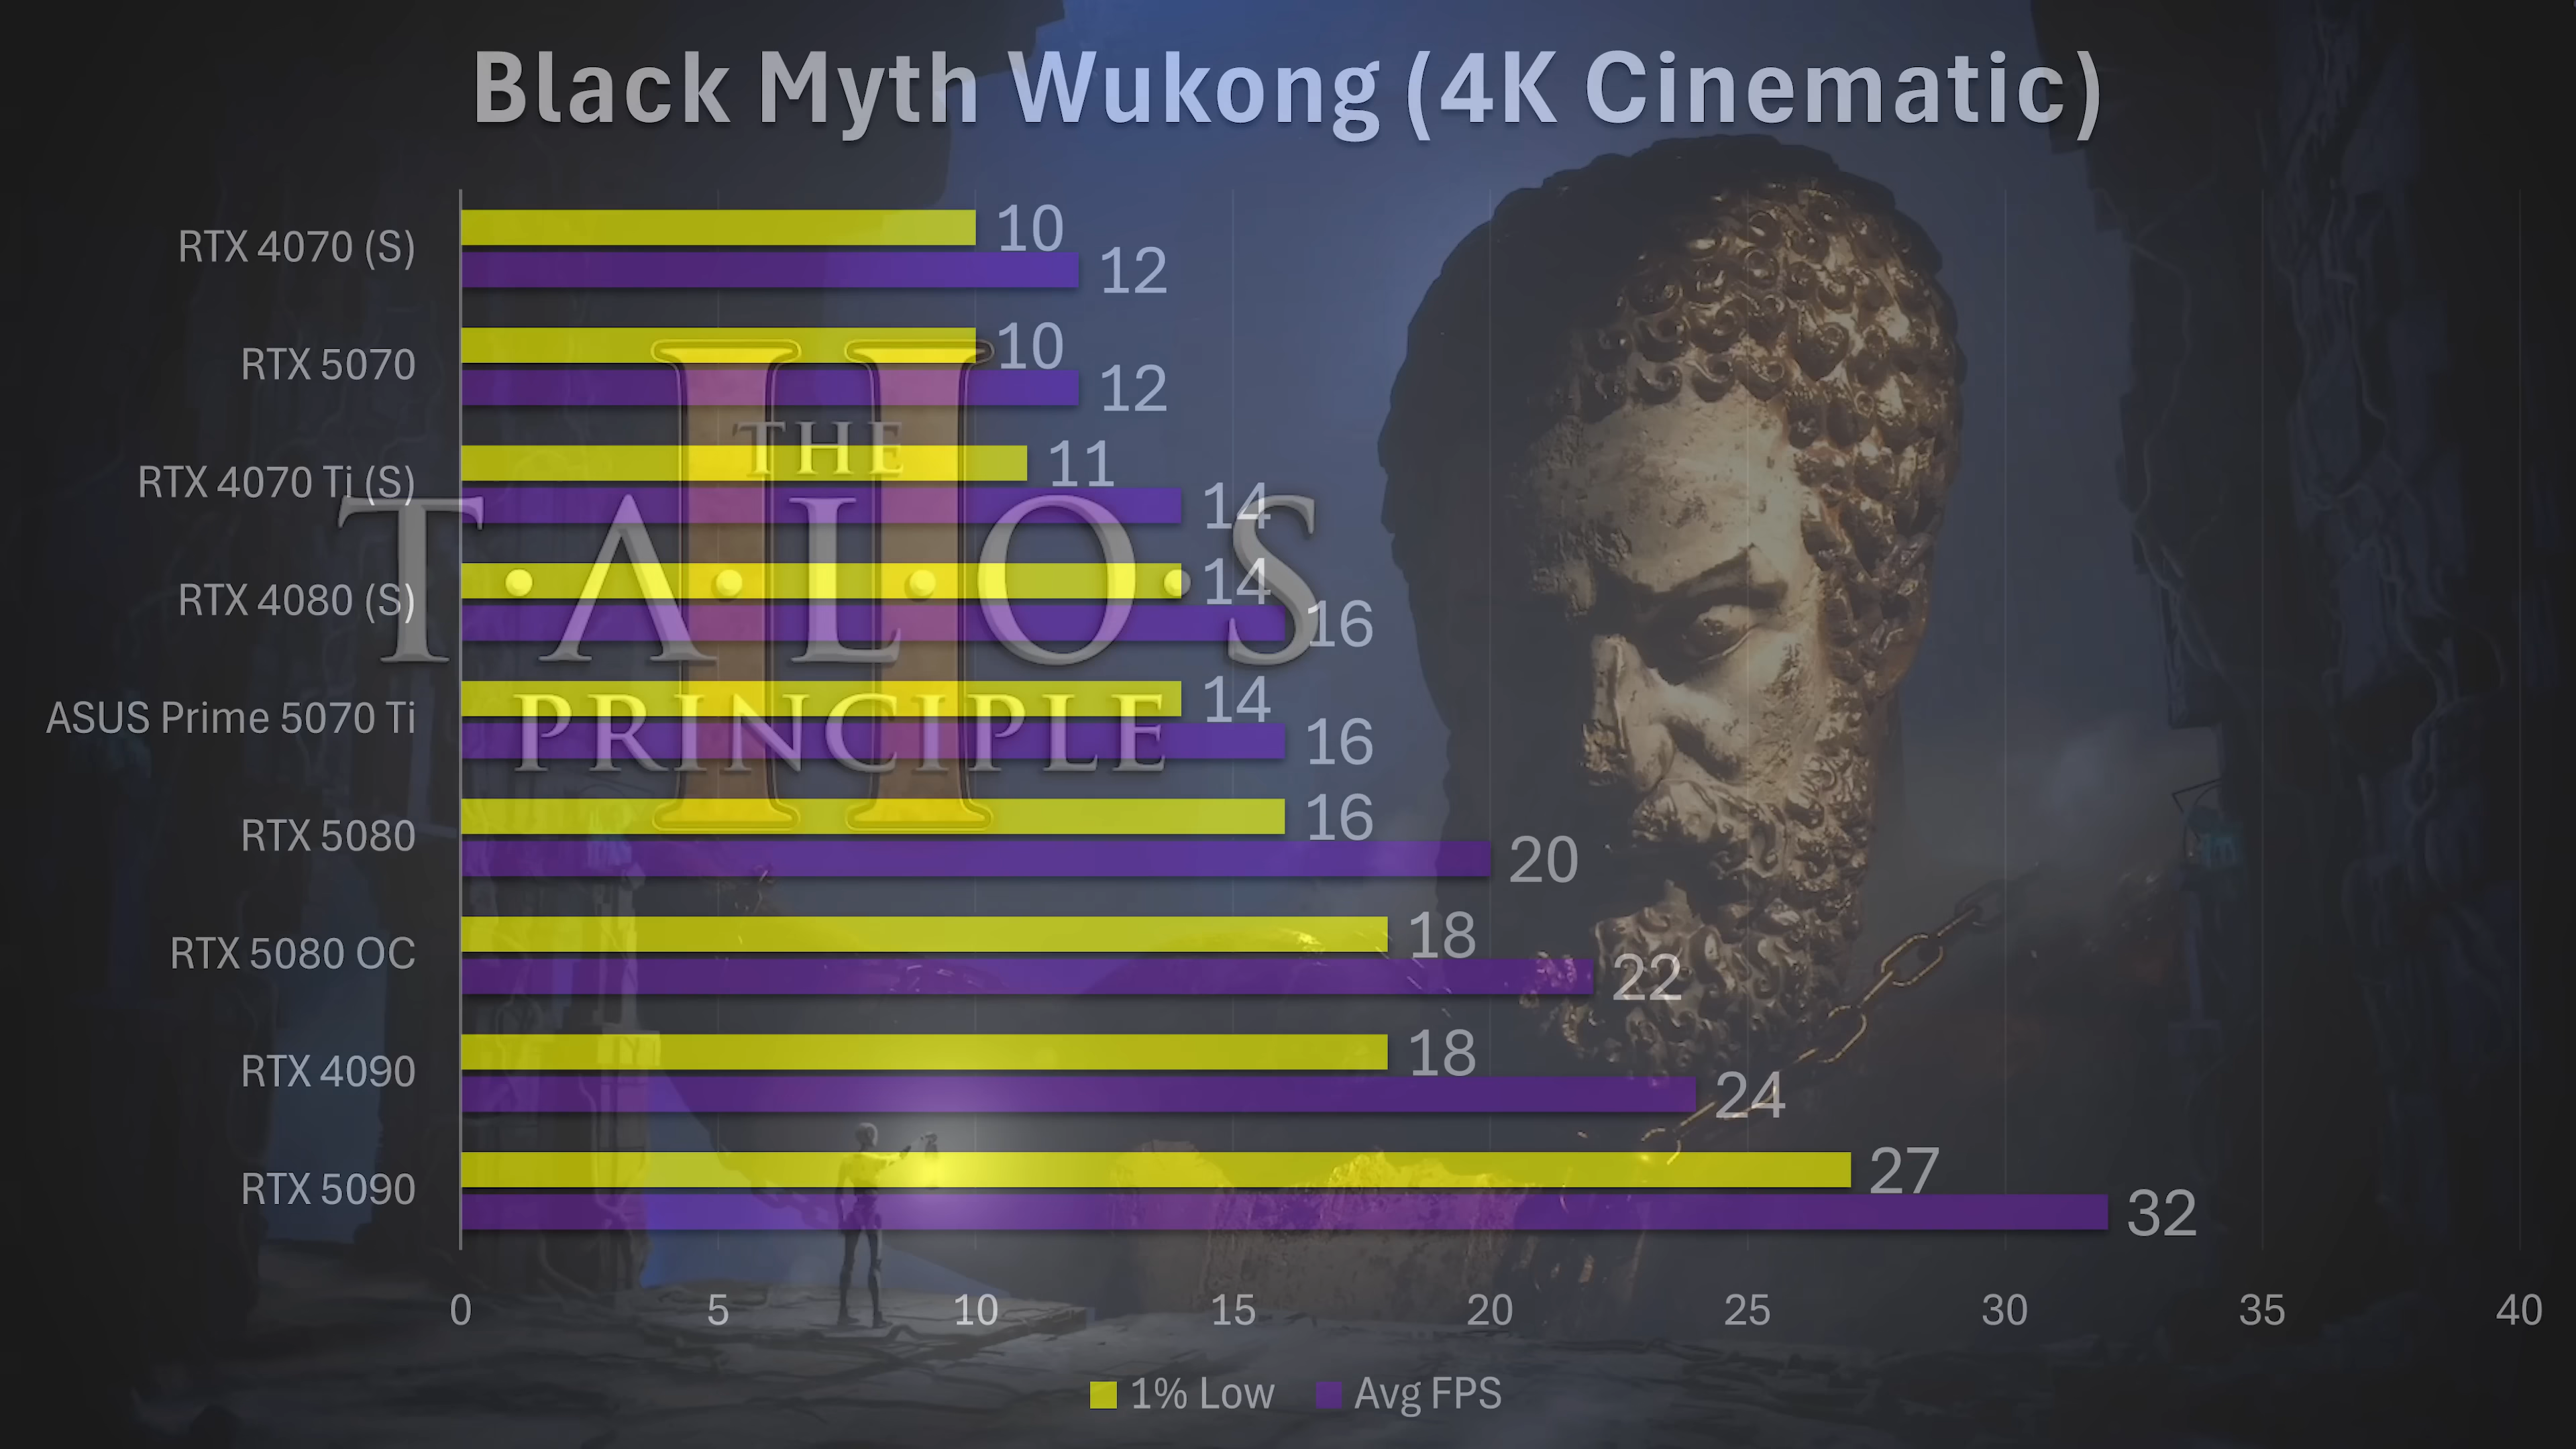 Black Myth Wukong (4K Cinematic)
RTX 4070 (S)
10
12
RTX 5070
10
12
RTX 4070 Ti (S)
11
14
RTX 4080 (S)
14
16
ASUS Prime 5070 Ti
14
16
RTX 5080
16
20
RTX 5080 OC
18
22
RTX 4090
18
24
RTX 5090
27
32
0 5 10 15 20 25 30 35 40
1% Low Avg FPS
II
THE
T·A·L·O·S
PRINCIPLE